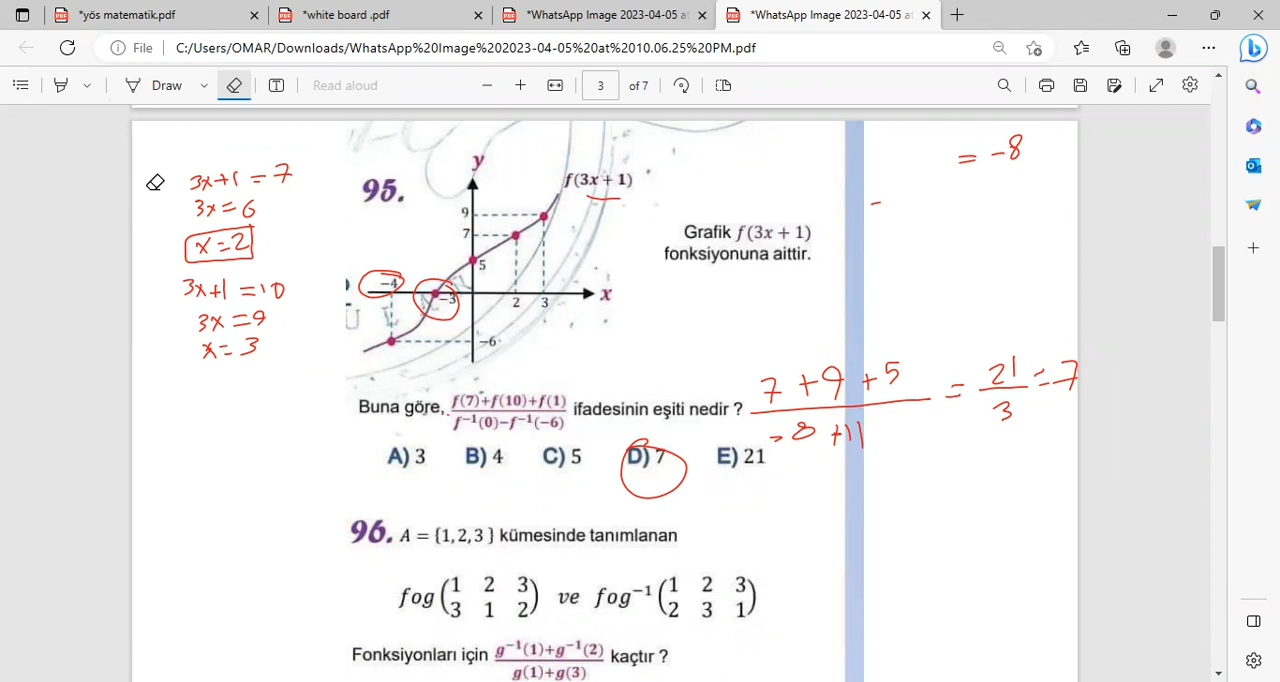 *yös matematik.pdf
*white board .pdf
*WhatsApp Image 2023-04-05 at
*WhatsApp Image 2023-04-05 at
File
C:/Users/OMAR/Downloads/WhatsApp%20Image%202023-04-05%20at%2010.06.25%20PM.pdf
Draw
Read aloud
3
of 7
3x+1 = 7
3x = 6
x = 2
3x+1 = 10
3x = 9
x = 3
95.
y
f(3x + 1)
9
7
5
-4
-3
2
3
x
-6
Grafik f(3x + 1)
fonksiyonuna aittir.
= -8
-
Buna göre, f(7)+f(10)+f(1) / f⁻¹(0)-f⁻¹(-6) ifadesinin eşiti nedir ?
7 + 9 + 5 / -8 + 11 = 21 / 3 = 7
A) 3 B) 4 C) 5 D) 7 E) 21
96. A = {1,2,3 } kümesinde tanımlanan
fog (1 2 3 / 3 1 2) ve fog⁻¹ (1 2 3 / 2 3 1)
Fonksiyonları için g⁻¹(1)+g⁻¹(2) / g(1)+g(3) kaçtır ?